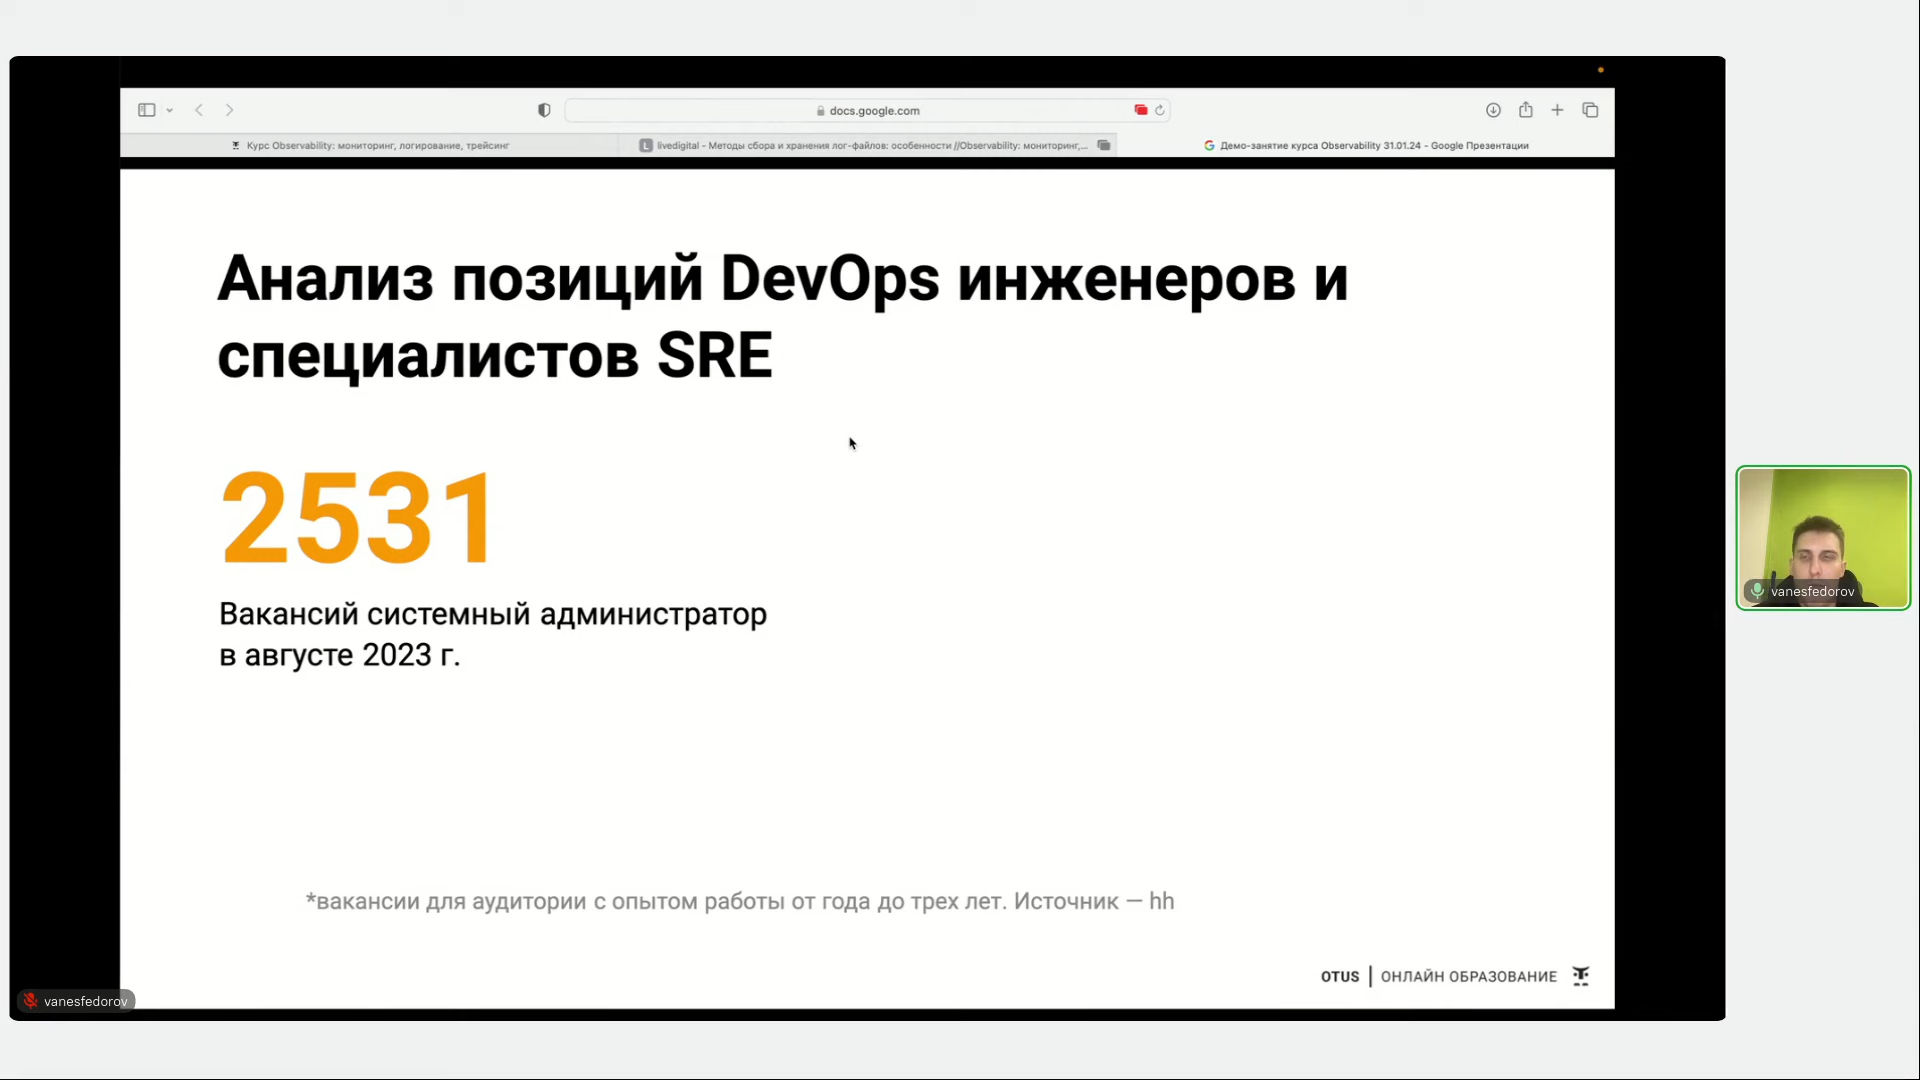 docs.google.com
Курс Observability: мониторинг, логирование, трейсинг
L livedigital - Методы сбора и хранения лог-файлов: особенности //Observability: мониторинг,...
Демо-занятие курса Observability 31.01.24 - Google Презентации
Анализ позиций DevOps инженеров и
специалистов SRE
2531
Вакансий системный администратор
в августе 2023 г.
*вакансии для аудитории с опытом работы от года до трех лет. Источник — hh
OTUS | ОНЛАЙН ОБРАЗОВАНИЕ
vanesfedorov
vanesfedorov